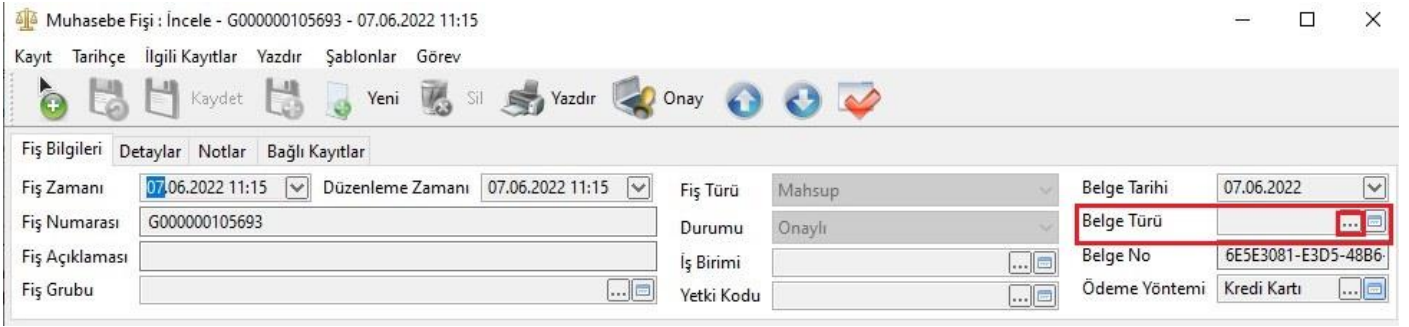 Muhasebe Fişi : İncele - G000000105693 - 07.06.2022 11:15
Kayıt Tarihçe İlgili Kayıtlar Yazdır Şablonlar Görev
Kaydet Yeni Sil Yazdır Onay
Fiş Bilgileri Detaylar Notlar Bağlı Kayıtlar
Fiş Zamanı 07.06.2022 11:15 Düzenleme Zamanı 07.06.2022 11:15 Fiş Türü Mahsup Belge Tarihi 07.06.2022
Fiş Numarası G000000105693 Durumu Onaylı Belge Türü ...
Fiş Açıklaması İş Birimi ... Belge No 6E5E3081-E3D5-48B6-
Fiş Grubu ... Yetki Kodu ... Ödeme Yöntemi Kredi Kartı ...